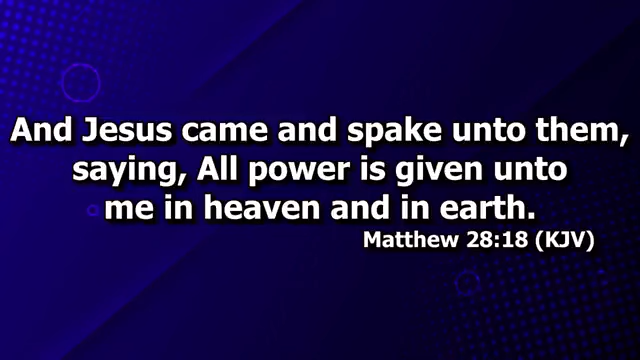 And Jesus came and spake unto them,
saying, All power is given unto
me in heaven and in earth.
Matthew 28:18 (KJV)